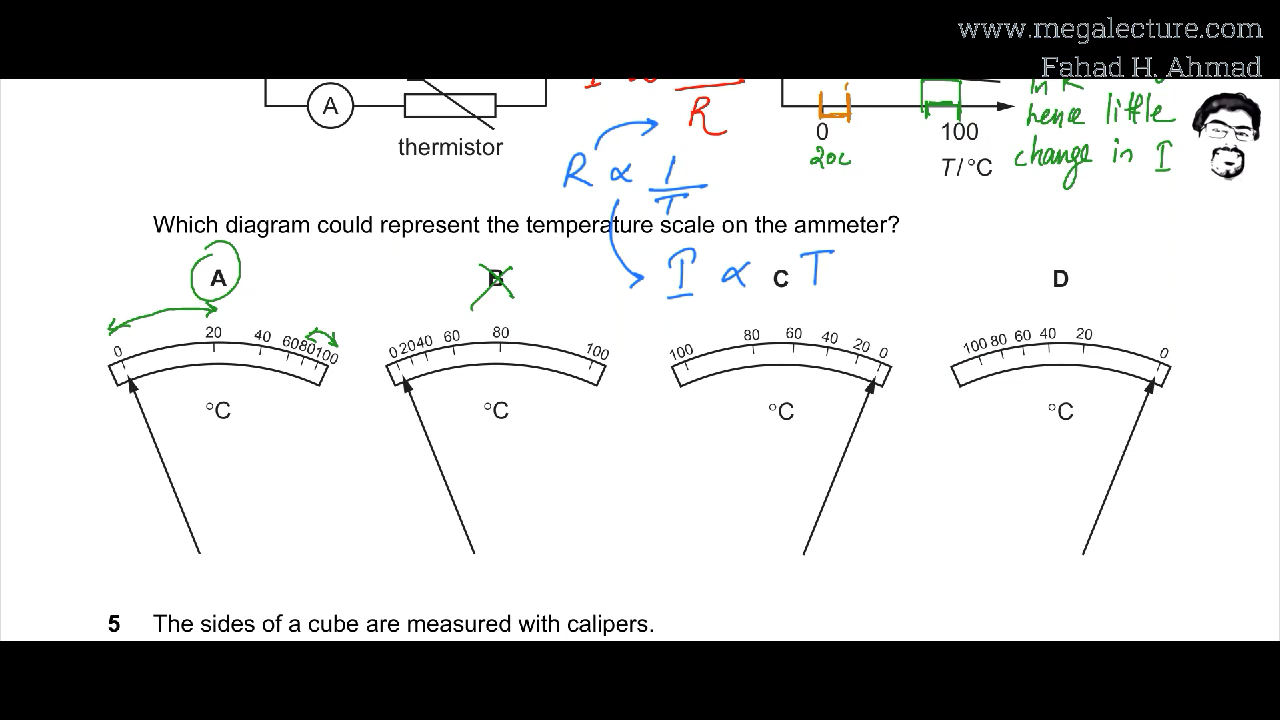 www.megalecture.com
Fahad H. Ahmad
in R
A
R
hence little
0 100
thermistor
20c
change in I
T/°C
R ∝ 1/T
Which diagram could represent the temperature scale on the ammeter?
I ∝ T
A B C D
0 20 40 60 80 100
0 20 40 60 80 100
100 80 60 40 20 0
100 80 60 40 20 0
°C °C °C °C
5 The sides of a cube are measured with calipers.